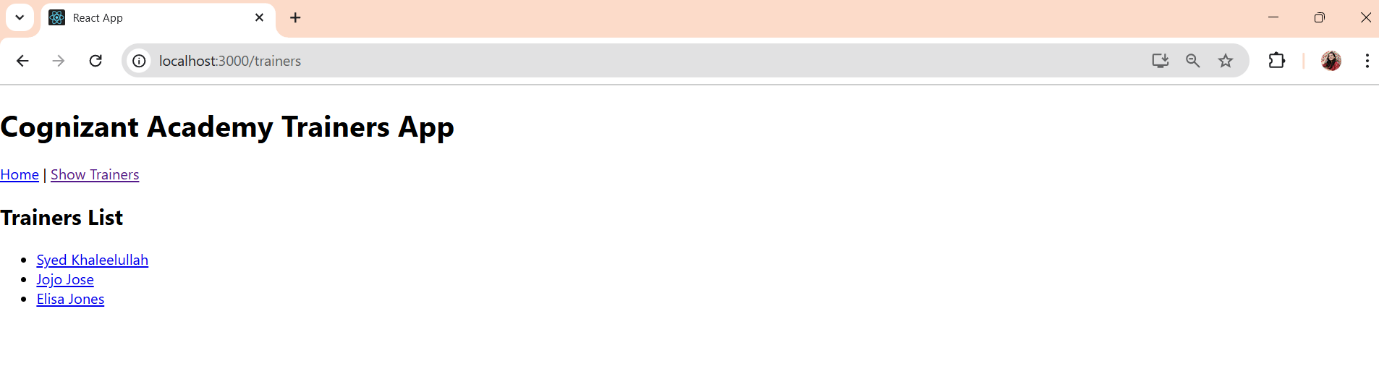 React App
localhost:3000/trainers
Cognizant Academy Trainers App
Home | Show Trainers
Trainers List
Syed Khaleelullah
Jojo Jose
Elisa Jones